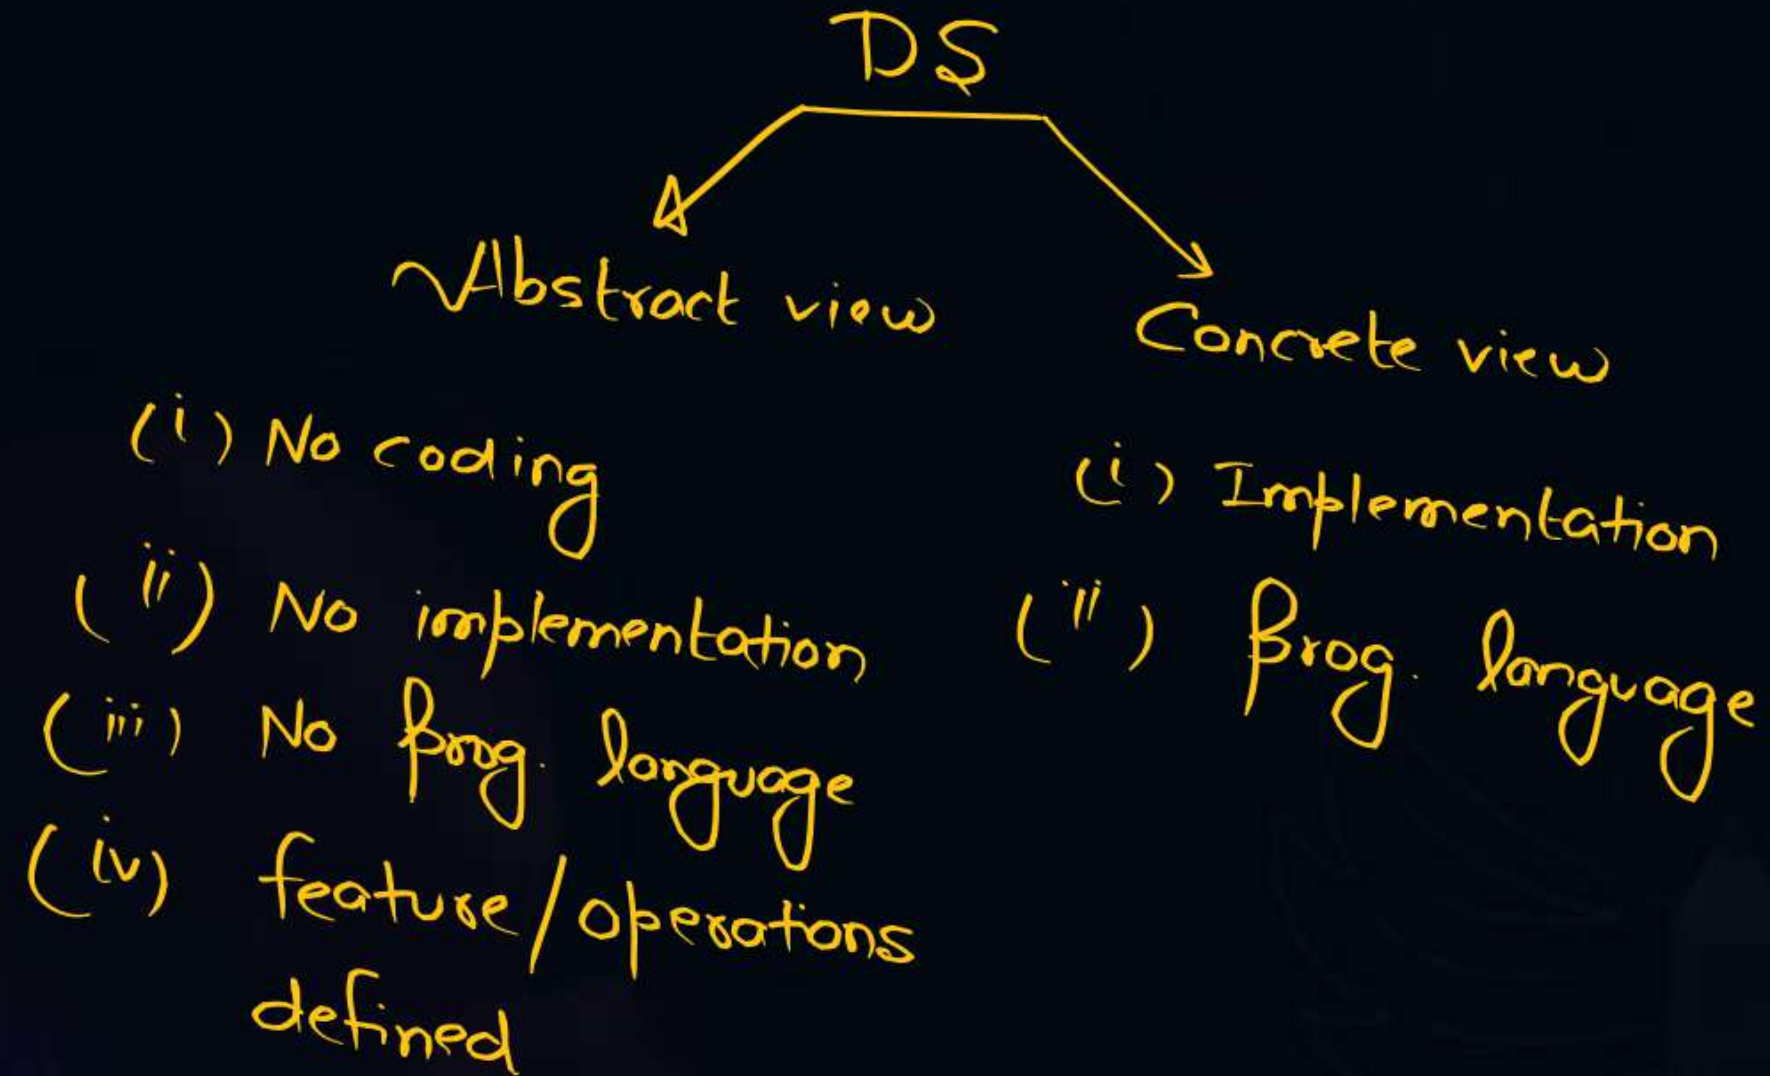 DS
Abstract view
Concrete view
(i) No coding
(ii) No implementation
(iii) No prog. language
(iv) feature/operations
defined
(i) Implementation
(ii) Prog. language